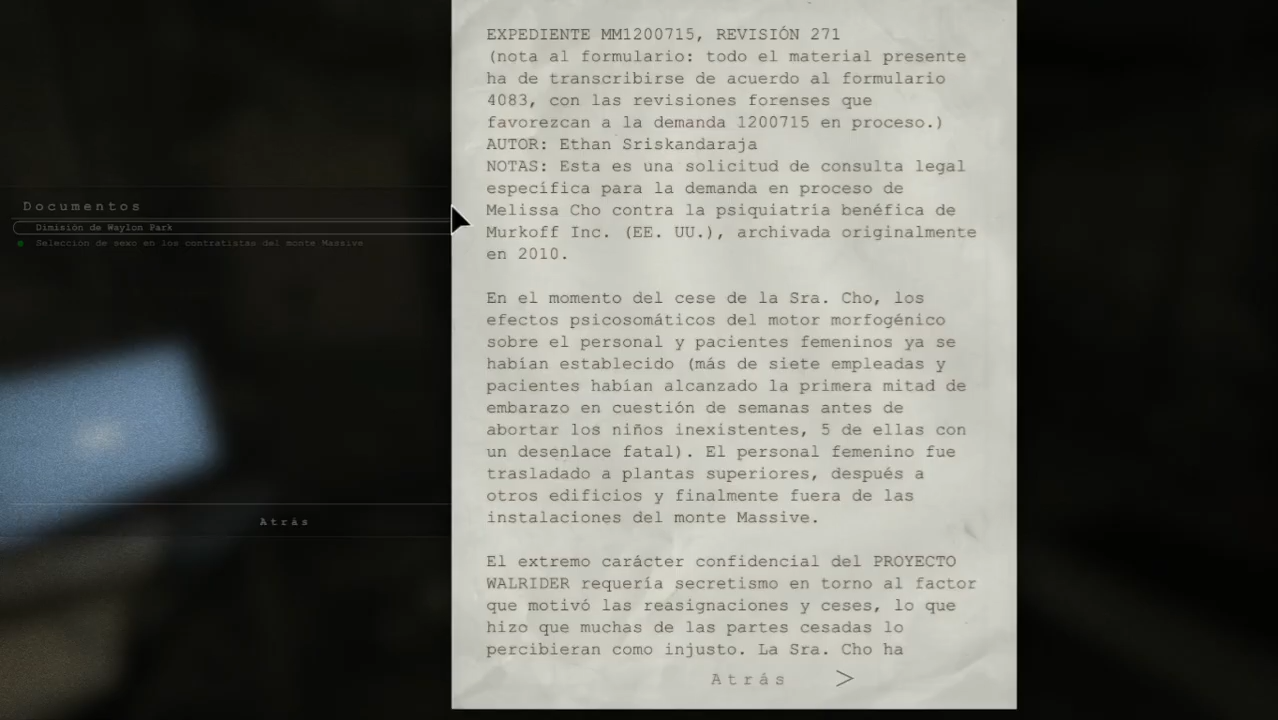 Documentos
Dimisión de Waylon Park
Selección de sexo en los contratistas del monte Massive
Atrás
EXPEDIENTE MM1200715, REVISIÓN 271
(nota al formulario: todo el material presente
ha de transcribirse de acuerdo al formulario
4083, con las revisiones forenses que
favorezcan a la demanda 1200715 en proceso.)
AUTOR: Ethan Sriskandaraja
NOTAS: Esta es una solicitud de consulta legal
específica para la demanda en proceso de
Melissa Cho contra la psiquiatría benéfica de
Murkoff Inc. (EE. UU.), archivada originalmente
en 2010.
En el momento del cese de la Sra. Cho, los
efectos psicosomáticos del motor morfogénico
sobre el personal y pacientes femeninos ya se
habían establecido (más de siete empleadas y
pacientes habían alcanzado la primera mitad de
embarazo en cuestión de semanas antes de
abortar los niños inexistentes, 5 de ellas con
un desenlace fatal). El personal femenino fue
trasladado a plantas superiores, después a
otros edificios y finalmente fuera de las
instalaciones del monte Massive.
El extremo carácter confidencial del PROYECTO
WALRIDER requería secretismo en torno al factor
que motivó las reasignaciones y ceses, lo que
hizo que muchas de las partes cesadas lo
percibieran como injusto. La Sra. Cho ha
Atrás >